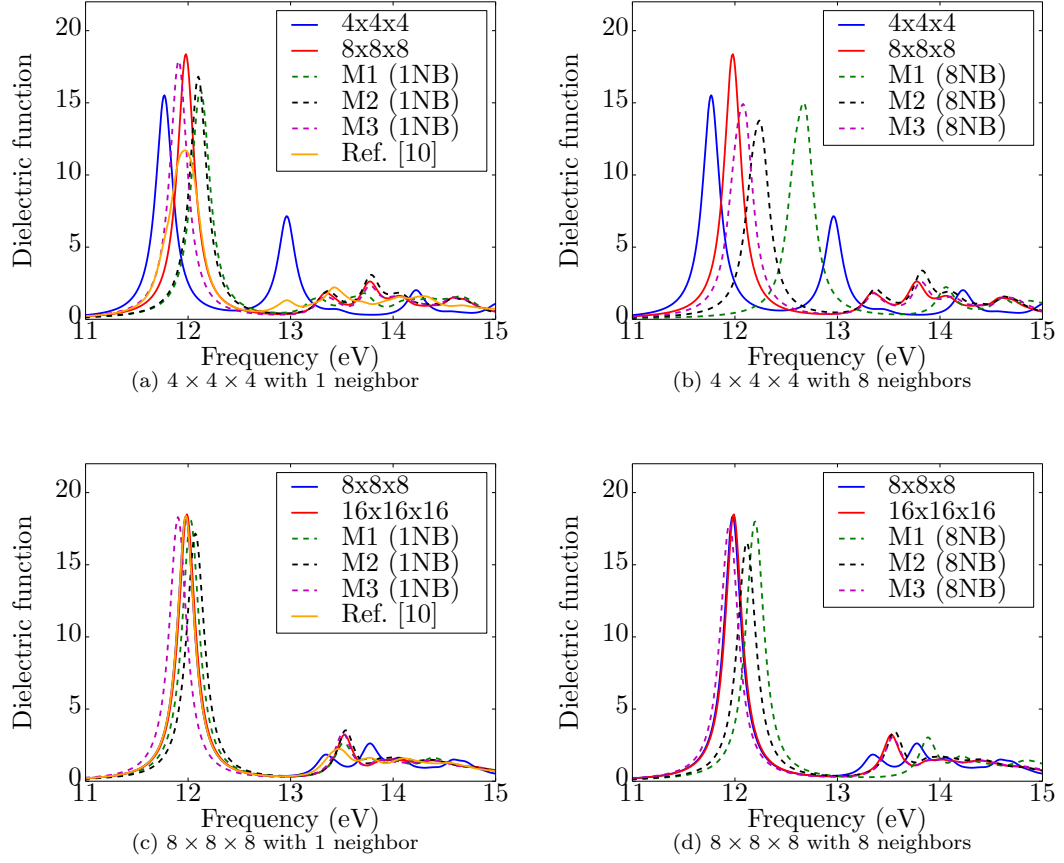 Dielectric function
20
15
10
5
0
11 12 13 14 15
Frequency (eV)
4x4x4
8x8x8
M1 (1NB)
M2 (1NB)
M3 (1NB)
Ref. [10]
(a) 4 × 4 × 4 with 1 neighbor
Dielectric function
20
15
10
5
0
11 12 13 14 15
Frequency (eV)
4x4x4
8x8x8
M1 (8NB)
M2 (8NB)
M3 (8NB)
(b) 4 × 4 × 4 with 8 neighbors
Dielectric function
20
15
10
5
0
11 12 13 14 15
Frequency (eV)
8x8x8
16x16x16
M1 (1NB)
M2 (1NB)
M3 (1NB)
Ref. [10]
(c) 8 × 8 × 8 with 1 neighbor
Dielectric function
20
15
10
5
0
11 12 13 14 15
Frequency (eV)
8x8x8
16x16x16
M1 (8NB)
M2 (8NB)
M3 (8NB)
(d) 8 × 8 × 8 with 8 neighbors